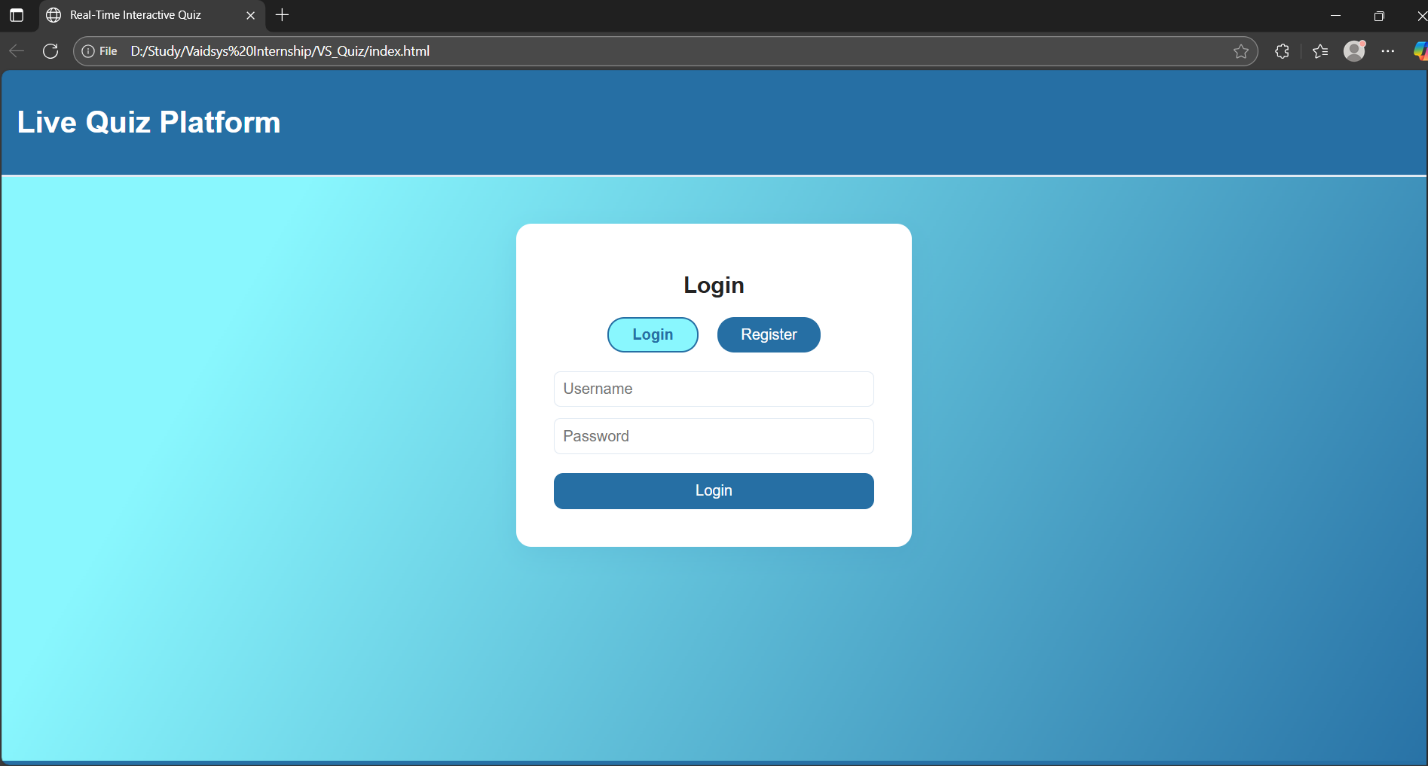 Real-Time Interactive Quiz
File D:/Study/Vaidsys%20Internship/VS_Quiz/index.html
Live Quiz Platform
Login
Login Register
Username
Password
Login